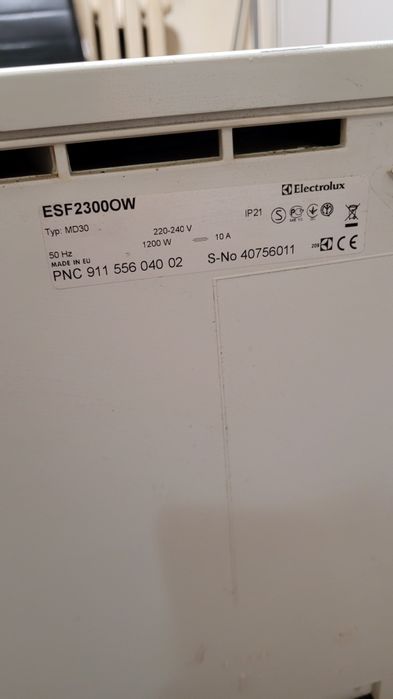 Electrolux
ESF2300OW
Typ: MD30
IP21
220-240 V
50 Hz
1200 W
10 A
MADE IN EU
PNC 911 556 040 02
S-No 40756011
CE